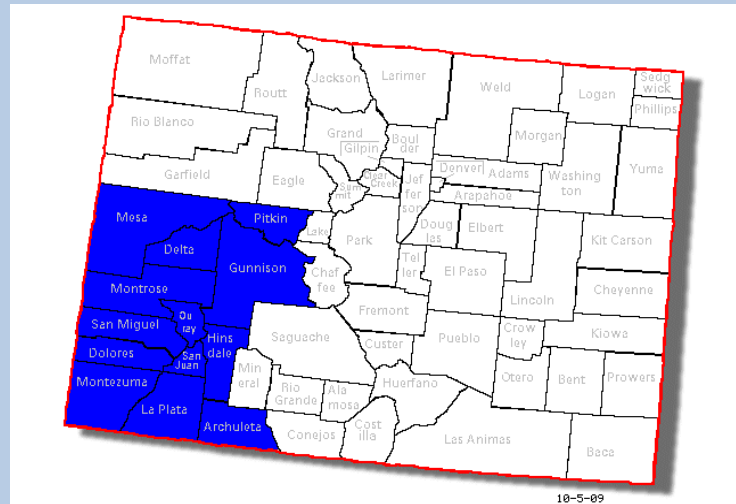 Moffat
Routt
Jackson
Larimer
Weld
Logan
Sedg
wick
Phillips
Rio Blanco
Grand
Gilpin
Boul
der
Morgan
Washing
ton
Yuma
Garfield
Eagle
Sum
mit
Clear
Creek
Jef
fer
son
Denver
Adams
Arapahoe
Mesa
Pitkin
Lake
Park
Doug
las
Elbert
Kit Carson
Delta
Gunnison
Chaf
fee
Tel
ler
El Paso
Lincoln
Cheyenne
Montrose
Ou
ray
San Miguel
Hins
dale
Saguache
Fremont
Custer
Pueblo
Crow
ley
Kiowa
Dolores
San
Juan
Min
eral
Rio
Grande
Ala
mosa
Huerfano
Otero
Bent
Prowers
Montezuma
La Plata
Archuleta
Conejos
Cost
illa
Las Animas
Baca
10-5-09